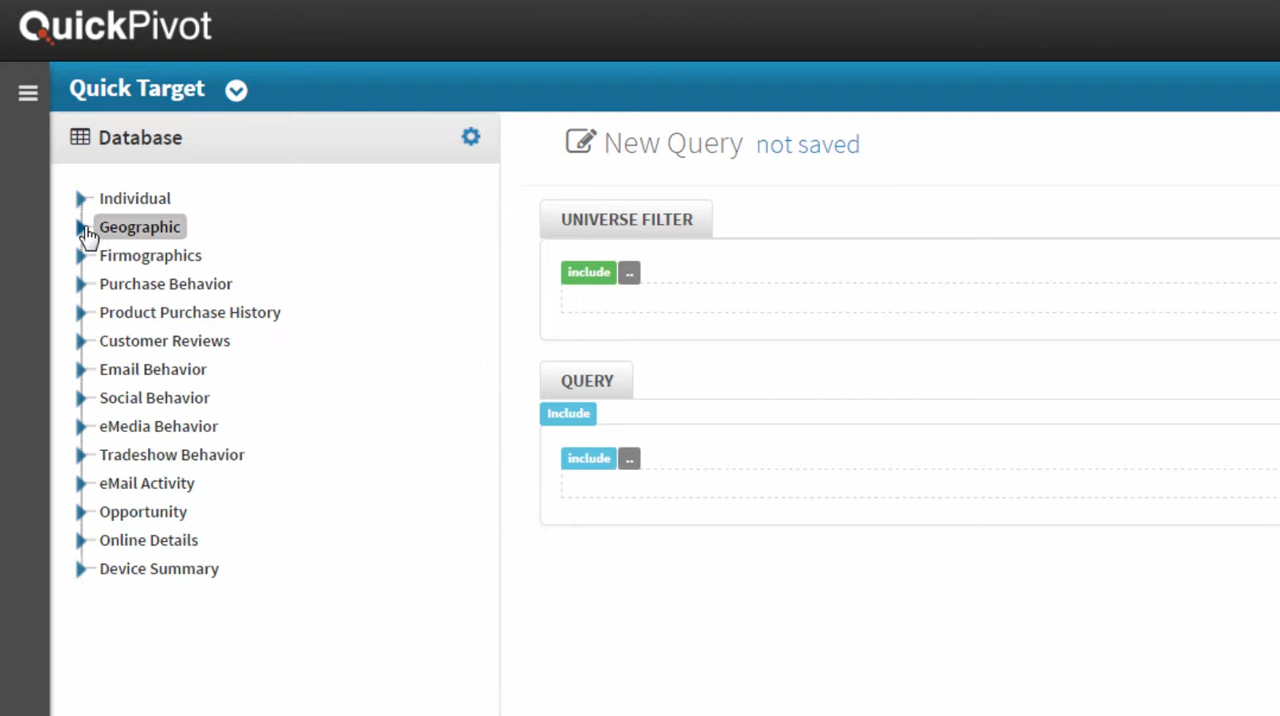 QuickPivot
Quick Target
Database
New Query not saved
Individual
Geographic
Firmographics
Purchase Behavior
Product Purchase History
Customer Reviews
Email Behavior
Social Behavior
eMedia Behavior
Tradeshow Behavior
eMail Activity
Opportunity
Online Details
Device Summary
UNIVERSE FILTER
include ..
QUERY
Include
include ..